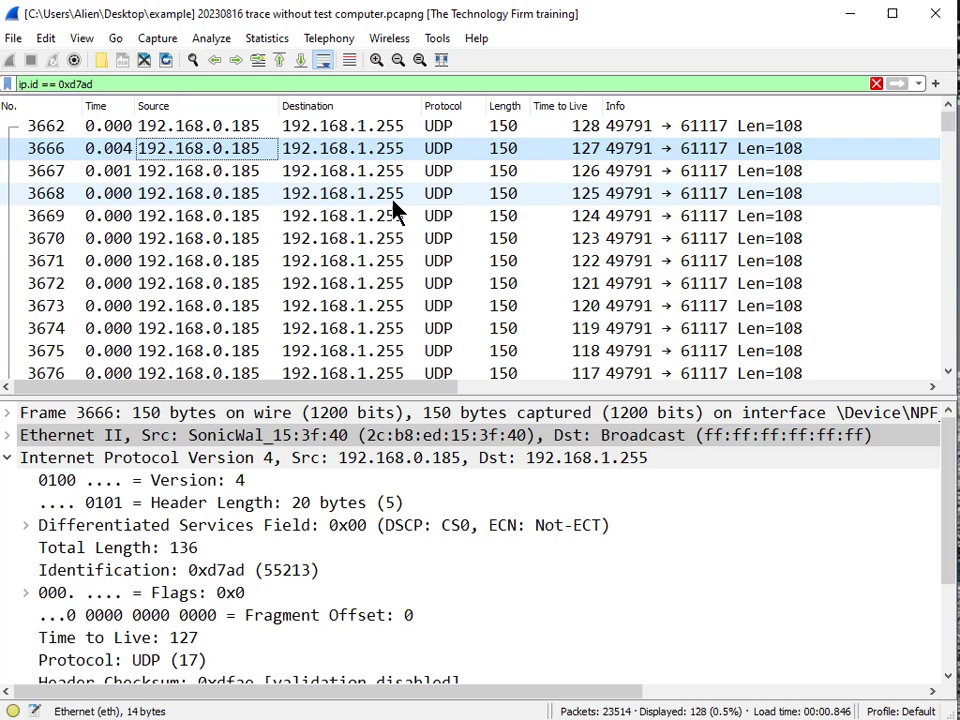 [C:\Users\Alien\Desktop\example] 20230816 trace without test computer.pcapng [The Technology Firm training]
File Edit View Go Capture Analyze Statistics Telephony Wireless Tools Help
ip.id == 0xd7ad
No. Time Source Destination Protocol Length Time to Live Info
3662 0.000 192.168.0.185 192.168.1.255 UDP 150 128 49791 → 61117 Len=108
3666 0.004 192.168.0.185 192.168.1.255 UDP 150 127 49791 → 61117 Len=108
3667 0.001 192.168.0.185 192.168.1.255 UDP 150 126 49791 → 61117 Len=108
3668 0.000 192.168.0.185 192.168.1.255 UDP 150 125 49791 → 61117 Len=108
3669 0.000 192.168.0.185 192.168.1.255 UDP 150 124 49791 → 61117 Len=108
3670 0.000 192.168.0.185 192.168.1.255 UDP 150 123 49791 → 61117 Len=108
3671 0.000 192.168.0.185 192.168.1.255 UDP 150 122 49791 → 61117 Len=108
3672 0.000 192.168.0.185 192.168.1.255 UDP 150 121 49791 → 61117 Len=108
3673 0.000 192.168.0.185 192.168.1.255 UDP 150 120 49791 → 61117 Len=108
3674 0.000 192.168.0.185 192.168.1.255 UDP 150 119 49791 → 61117 Len=108
3675 0.000 192.168.0.185 192.168.1.255 UDP 150 118 49791 → 61117 Len=108
3676 0.000 192.168.0.185 192.168.1.255 UDP 150 117 49791 → 61117 Len=108
Frame 3666: 150 bytes on wire (1200 bits), 150 bytes captured (1200 bits) on interface \Device\NPF_
Ethernet II, Src: SonicWal_15:3f:40 (2c:b8:ed:15:3f:40), Dst: Broadcast (ff:ff:ff:ff:ff:ff)
Internet Protocol Version 4, Src: 192.168.0.185, Dst: 192.168.1.255
0100 .... = Version: 4
.... 0101 = Header Length: 20 bytes (5)
Differentiated Services Field: 0x00 (DSCP: CS0, ECN: Not-ECT)
Total Length: 136
Identification: 0xd7ad (55213)
000. .... = Flags: 0x0
...0 0000 0000 0000 = Fragment Offset: 0
Time to Live: 127
Protocol: UDP (17)
Header Checksum: 0xdfae [validation disabled]
Ethernet (eth), 14 bytes Packets: 23514 · Displayed: 128 (0.5%) · Load time: 00:00.846 Profile: Default